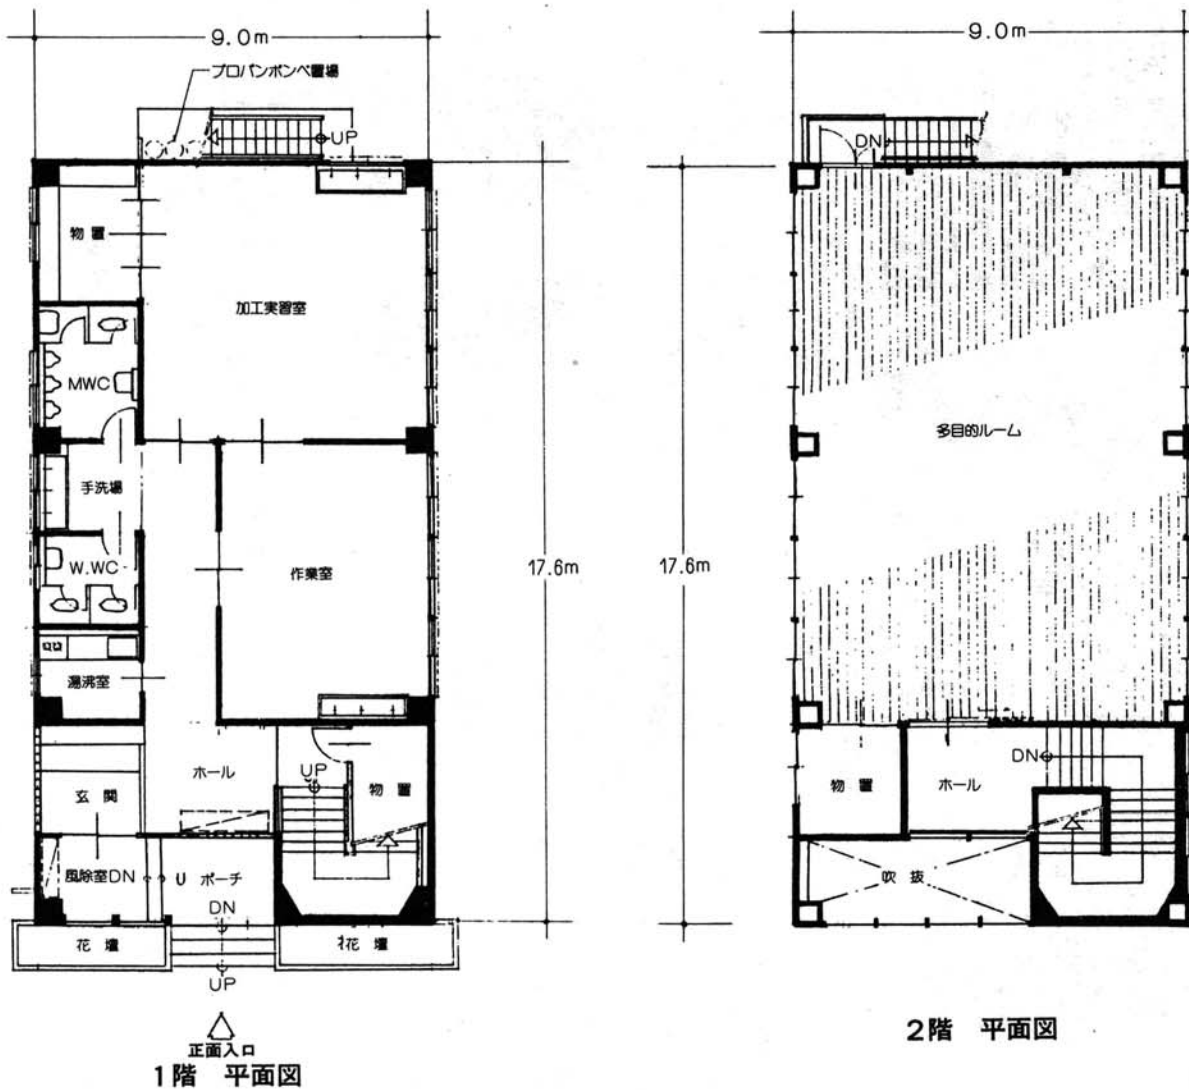 9.0m
プロパンボンベ置場
UP
物置
加工実習室
MWC
手洗場
W.WC
作業室
湯沸室
17.6m
ホール
UP
物置
玄関
風除室DN
U
ポーチ
DN
花壇
花壇
UP
正面入口
1階 平面図
9.0m
DN
多目的ルーム
17.6m
DN
物置
ホール
吹抜
2階 平面図